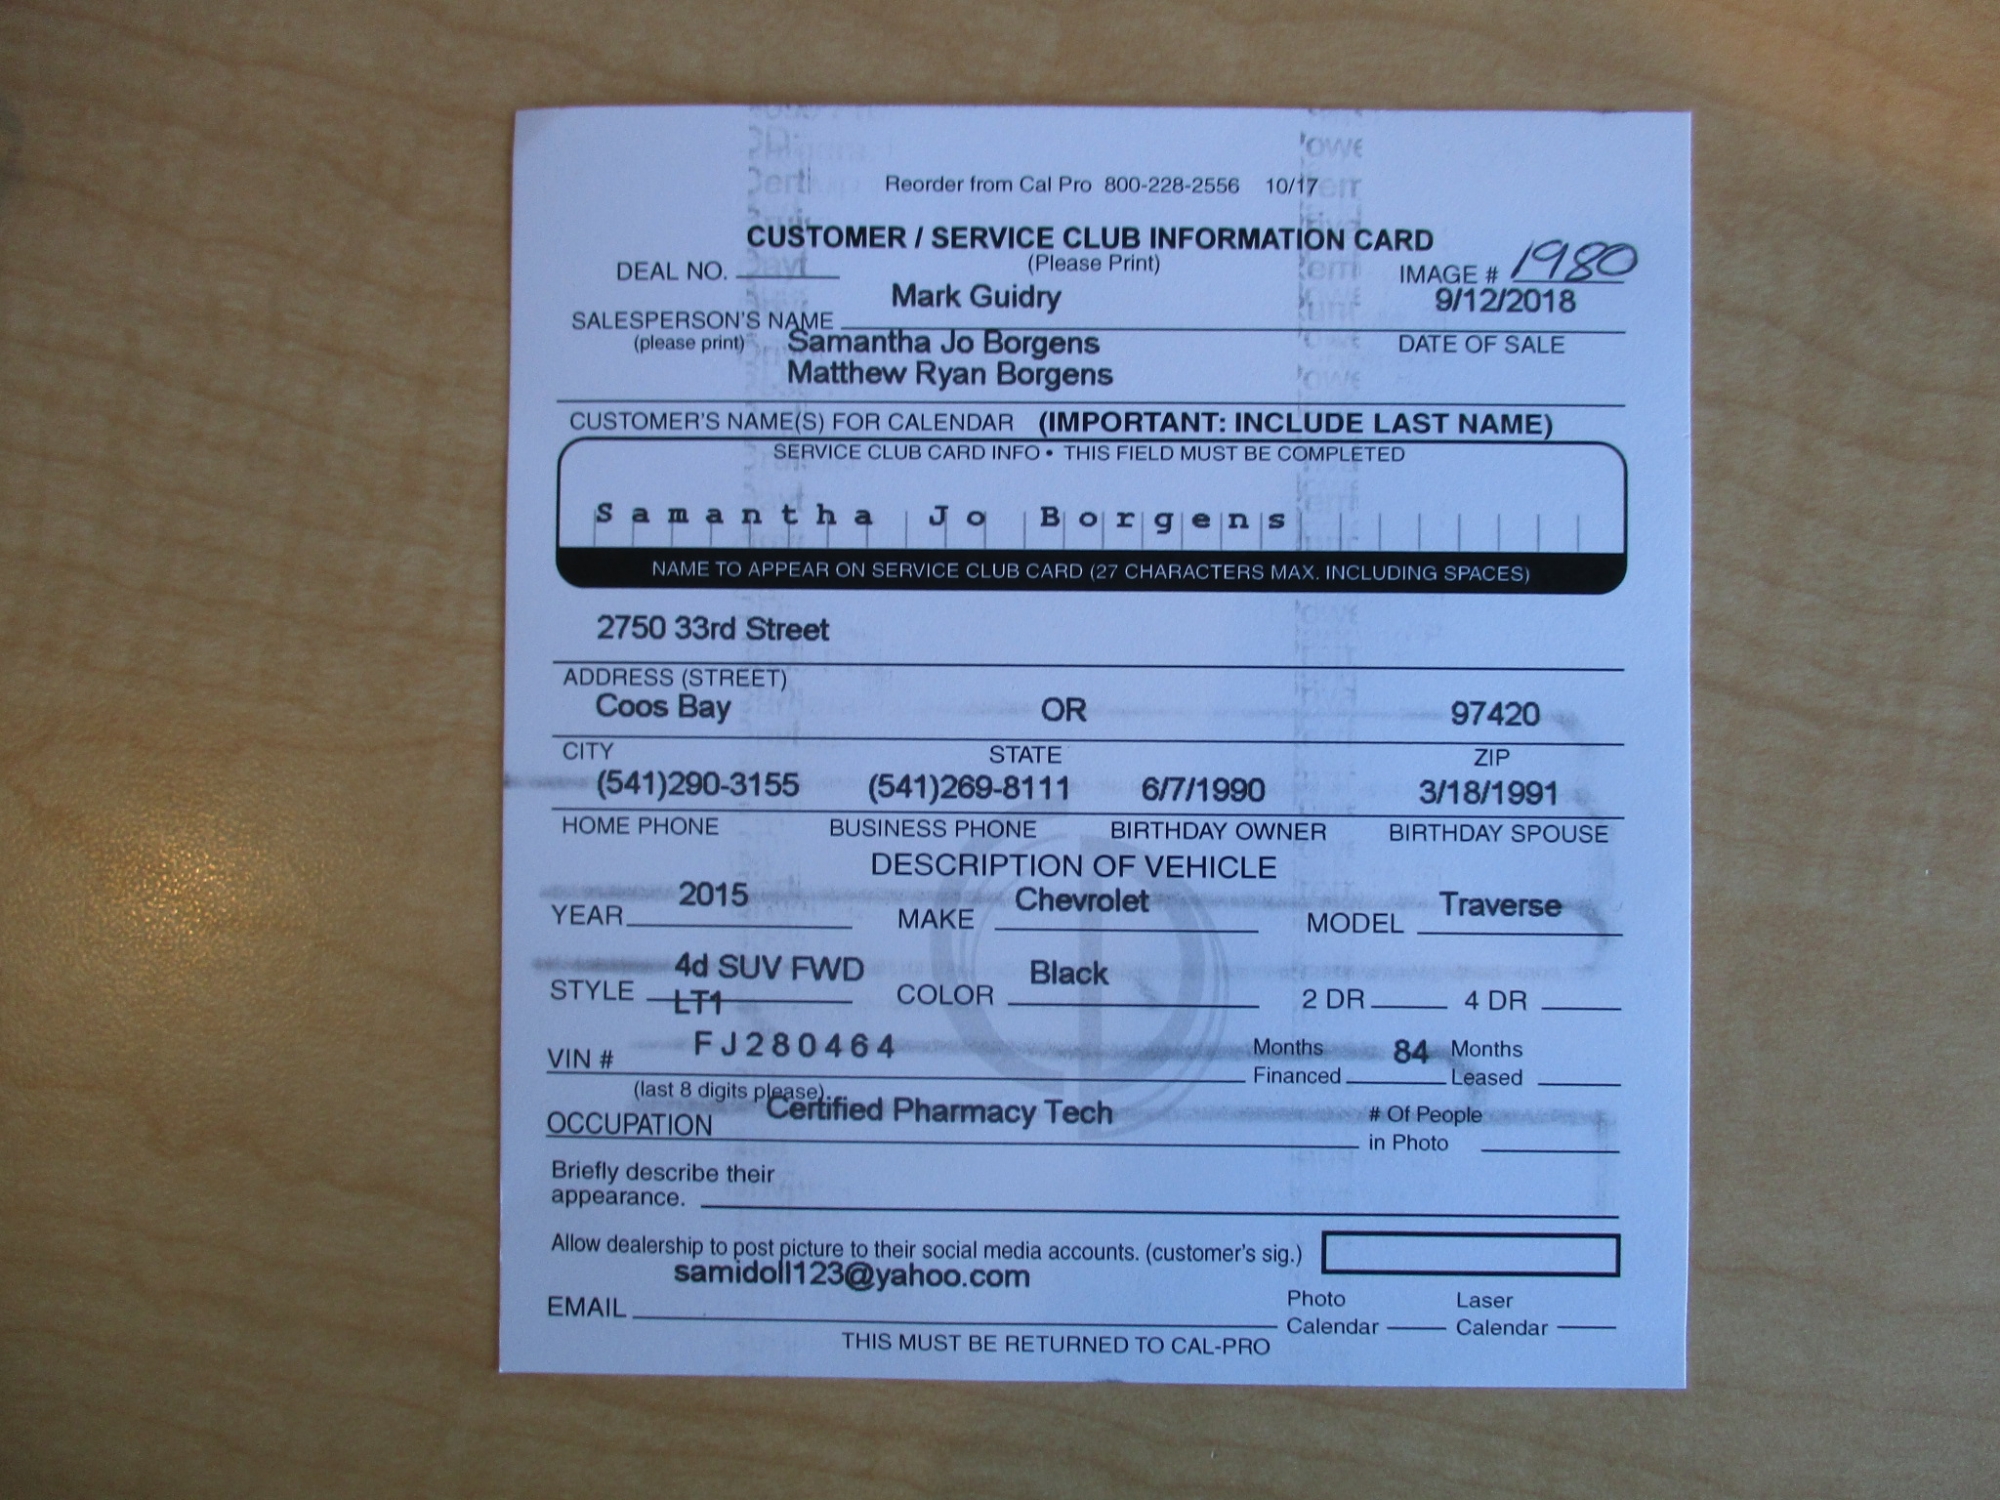 Reorder from Cal Pro 800-228-2556 10/17
CUSTOMER / SERVICE CLUB INFORMATION CARD
(Please Print)
DEAL NO.
IMAGE # 1980
Mark Guidry
9/12/2018
SALESPERSON'S NAME
(please print)
DATE OF SALE
Samantha Jo Borgens
Matthew Ryan Borgens
CUSTOMER'S NAME(S) FOR CALENDAR (IMPORTANT: INCLUDE LAST NAME)
SERVICE CLUB CARD INFO • THIS FIELD MUST BE COMPLETED
Samantha Jo Borgens
NAME TO APPEAR ON SERVICE CLUB CARD (27 CHARACTERS MAX. INCLUDING SPACES)
2750 33rd Street
ADDRESS (STREET)
Coos Bay OR 97420
CITY STATE ZIP
(541)290-3155 (541)269-8111 6/7/1990 3/18/1991
HOME PHONE BUSINESS PHONE BIRTHDAY OWNER BIRTHDAY SPOUSE
DESCRIPTION OF VEHICLE
YEAR 2015 MAKE Chevrolet MODEL Traverse
STYLE 4d SUV FWD COLOR Black 2 DR 4 DR
LT1
VIN # FJ280464 Months Financed 84 Months Leased
(last 8 digits please)
OCCUPATION Certified Pharmacy Tech # Of People in Photo
Briefly describe their
appearance.
Allow dealership to post picture to their social media accounts. (customer's sig.)
samidoll123@yahoo.com
EMAIL Photo Calendar Laser Calendar
THIS MUST BE RETURNED TO CAL-PRO